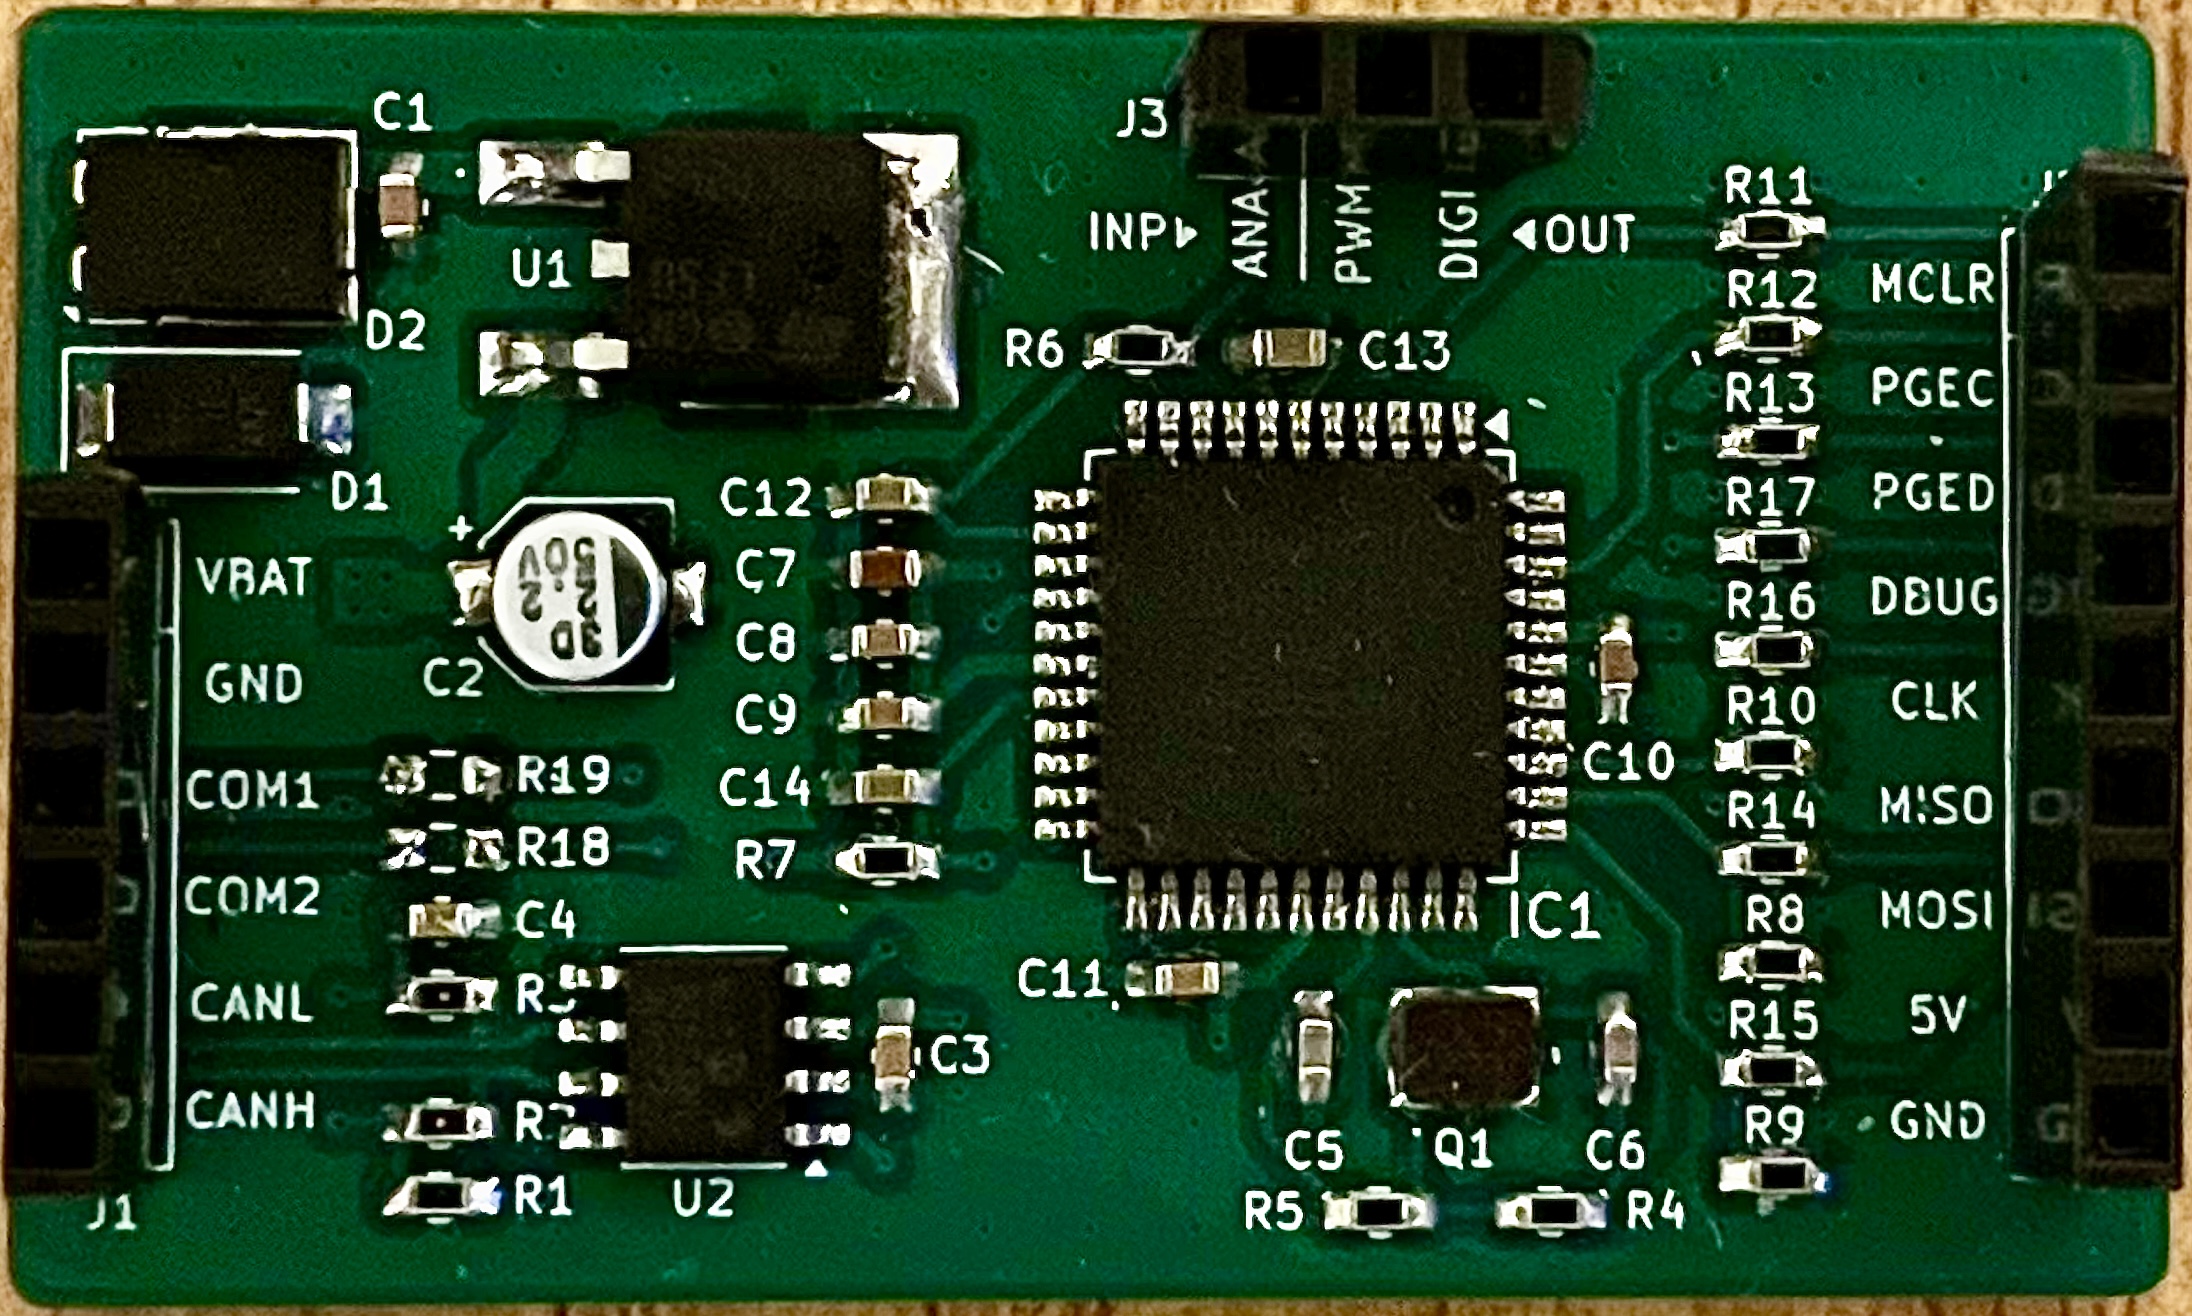 C1
J3
R11
INP ANA PWM DIGI OUT
U1
R12 MCLR
D2
R6 C13
R13 PGEC
D1
C12
R17 PGED
VBAT
C7
R16 DBUG
C8
GND
C2
C9
R10 CLK
C10
COM1
R19
C14
R14 MISO
R18
R7
COM2
C4
IC1
R8 MOSI
C11
CANL
R15 5V
C3
CANH
R9 GND
C5 Q1 C6
J1
R1
U2
R5 R4